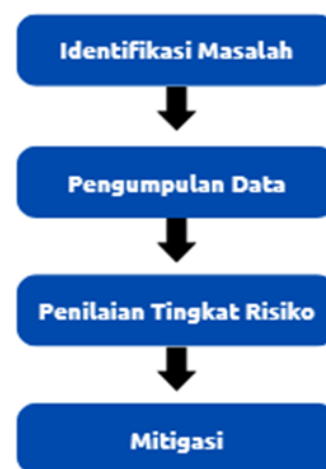 Identifikasi Masalah
Pengumpulan Data
Penilaian Tingkat Risiko
Mitigasi